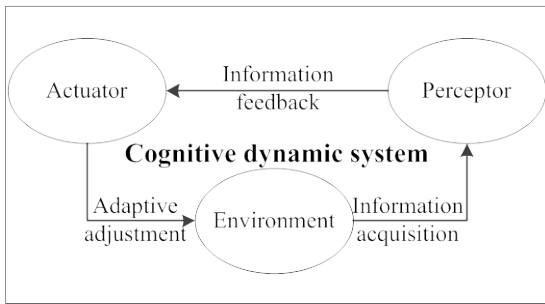 Actuator
Information
feedback
Perceptor
Cognitive dynamic system
Adaptive
adjustment
Environment
Information
acquisition